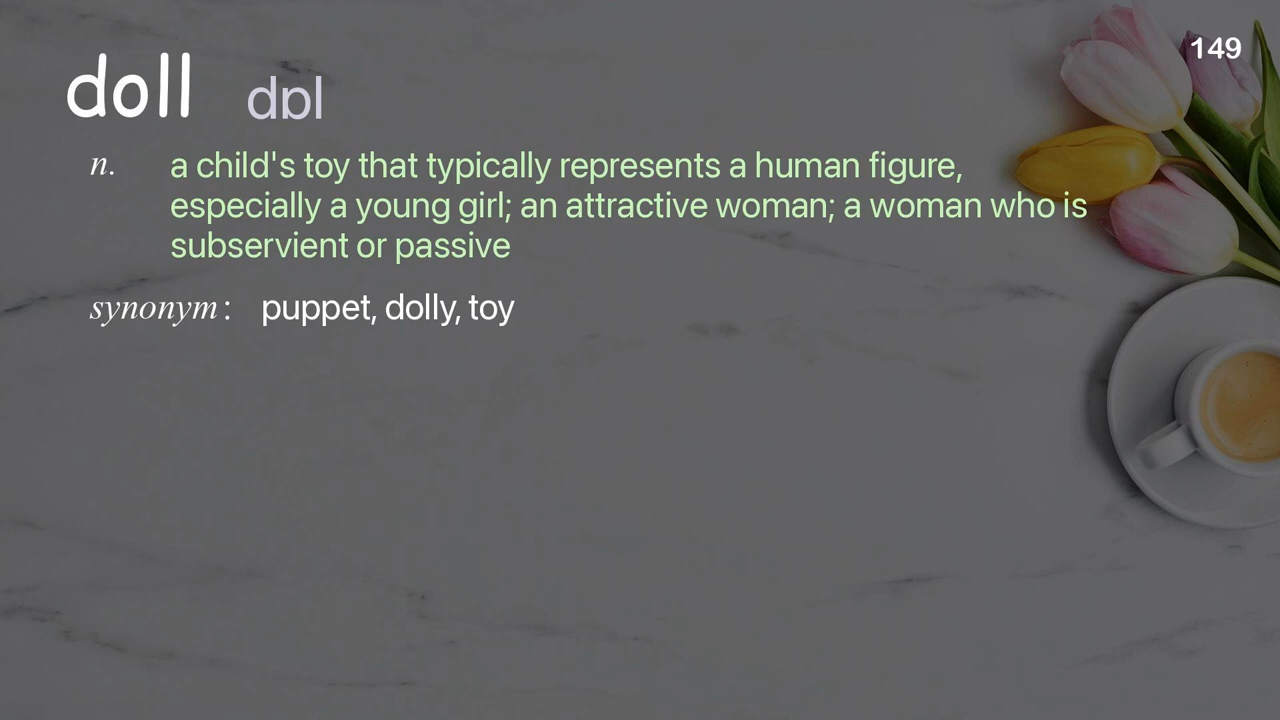 149
doll dɒl
n. a child's toy that typically represents a human figure,
especially a young girl; an attractive woman; a woman who is
subservient or passive
synonym: puppet, dolly, toy